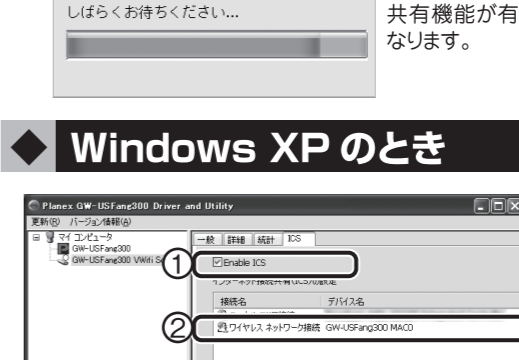 しばらくお待ちください...
共有機能が有
なります。
◆ Windows XP のとき
Planex GW-USFang300 Driver and Utility
更新(R) バージョン情報(A)
マイ コンピュータ
GW-USFang300
GW-USFang300 VWifi
一般 詳細 統計 ICS
① Enable ICS
接続名 デバイス名
② ワイヤレス ネットワーク接続 GW-USFang300 MAC0